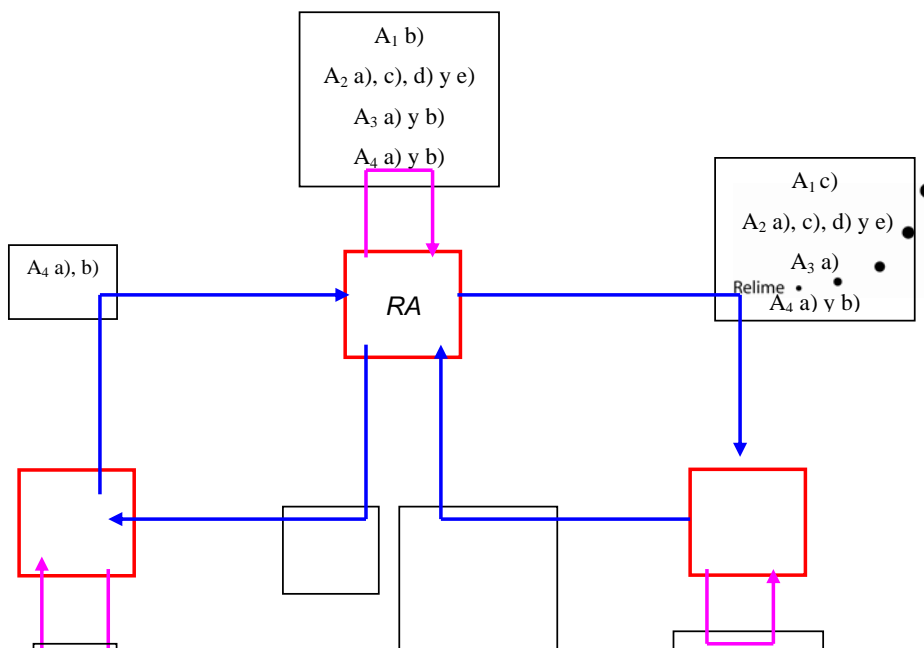 A₁ b)
A₂ a), c), d) y e)
A₃ a) y b)
A₄ a) y b)
A₁ c)
A₂ a), c), d) y e)
A₃ a)
Relime
A₄ a) y b)
A₄ a), b)
RA